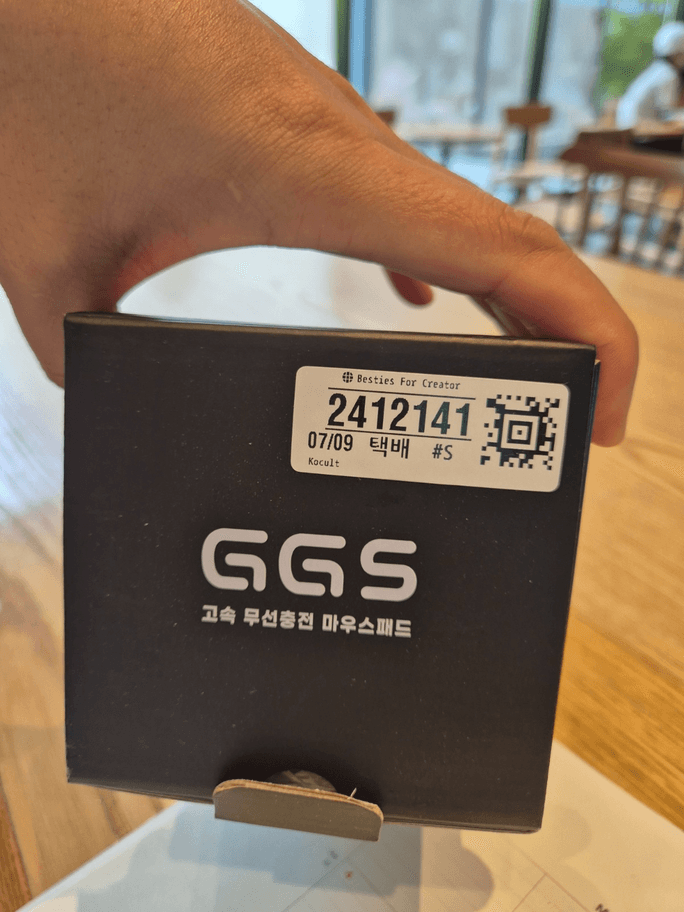 Besties For Creator
2412141
07/09 택배 #S
Kocult
GGS
고속 무선충전 마우스패드